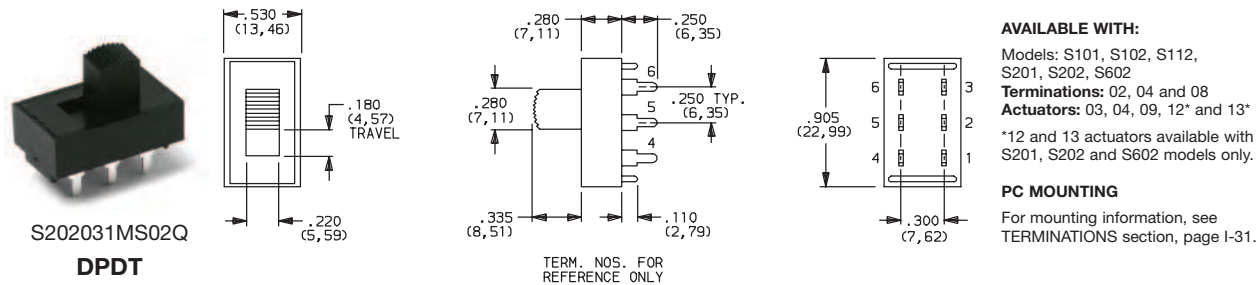 S202031MS02Q
DPDT
.530
(13,46)
.180
(4,57)
TRAVEL
.220
(5,59)
.280
(7,11)
.250
(6,35)
.280
(7,11)
6
5
4
.250 TYP.
(6,35)
.335
(8,51)
.110
(2,79)
TERM. NOS. FOR
REFERENCE ONLY
.905
(22,99)
6 3
5 2
4 1
.300
(7,62)
AVAILABLE WITH:
Models: S101, S102, S112,
S201, S202, S602
Terminations: 02, 04 and 08
Actuators: 03, 04, 09, 12* and 13*
*12 and 13 actuators available with
S201, S202 and S602 models only.
PC MOUNTING
For mounting information, see
TERMINATIONS section, page I-31.